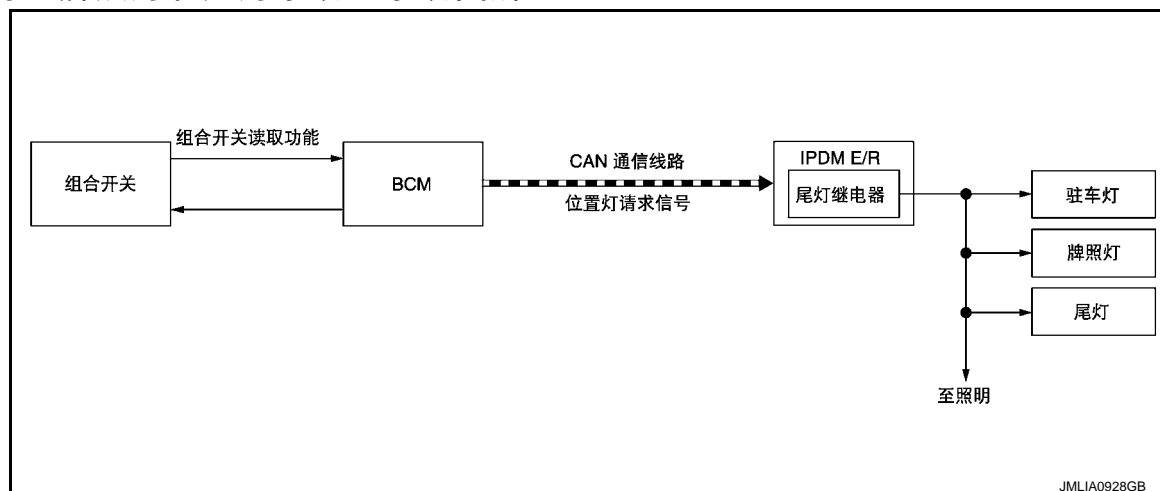 组合开关读取功能
组合开关
BCM
CAN 通信线路
位置灯请求信号
IPDM E/R
尾灯继电器
驻车灯
牌照灯
尾灯
至照明
JMLIA0928GB